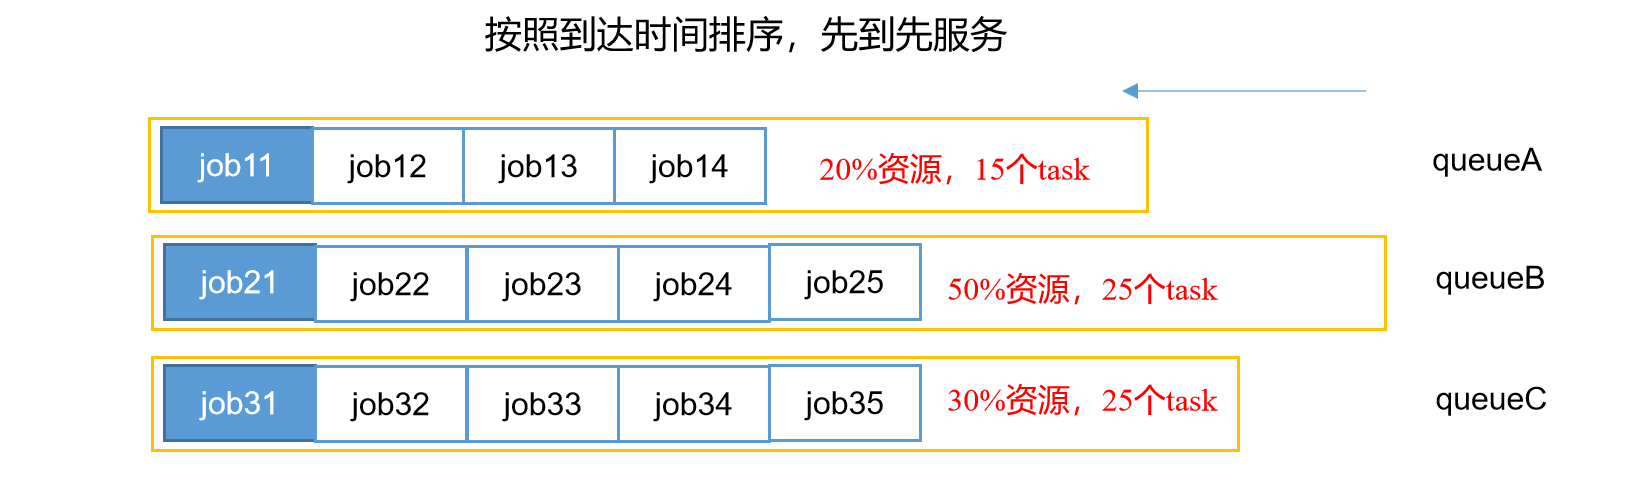 按照到达时间排序，先到先服务
job11 job12 job13 job14 20%资源，15个task queueA
job21 job22 job23 job24 job25 50%资源，25个task queueB
job31 job32 job33 job34 job35 30%资源，25个task queueC